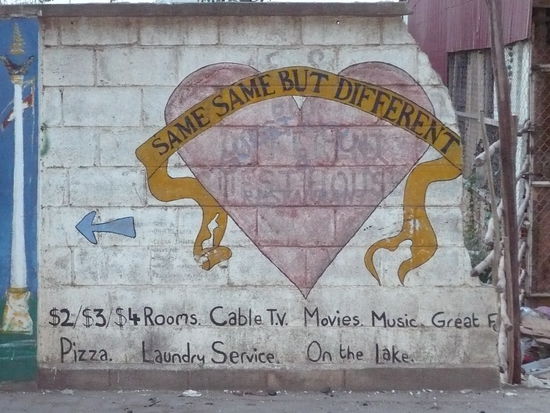 SAME SAME BUT DIFFERENT
$2/$3/$4 Rooms. Cable T.V. Movies. Music. Great
Pizza. Laundry Service. On the Lake.